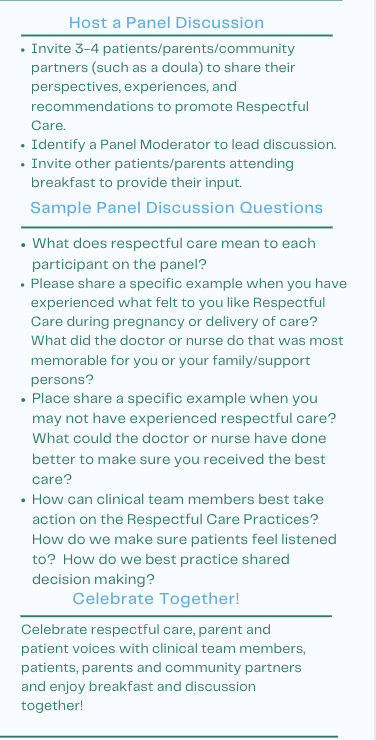 Host a Panel Discussion
• Invite 3-4 patients/parents/community
partners (such as a doula) to share their
perspectives, experiences, and
recommendations to promote Respectful
Care.
• Identify a Panel Moderator to lead discussion.
• Invite other patients/parents attending
breakfast to provide their input.
Sample Panel Discussion Questions
• What does respectful care mean to each
participant on the panel?
• Please share a specific example when you have
experienced what felt to you like Respectful
Care during pregnancy or delivery of care?
What did the doctor or nurse do that was most
memorable for you or your family/support
persons?
• Place share a specific example when you
may not have experienced respectful care?
What could the doctor or nurse have done
better to make sure you received the best
care?
• How can clinical team members best take
action on the Respectful Care Practices?
How do we make sure patients feel listened
to? How do we best practice shared
decision making?
Celebrate Together!
Celebrate respectful care, parent and
patient voices with clinical team members,
patients, parents and community partners
and enjoy breakfast and discussion
together!